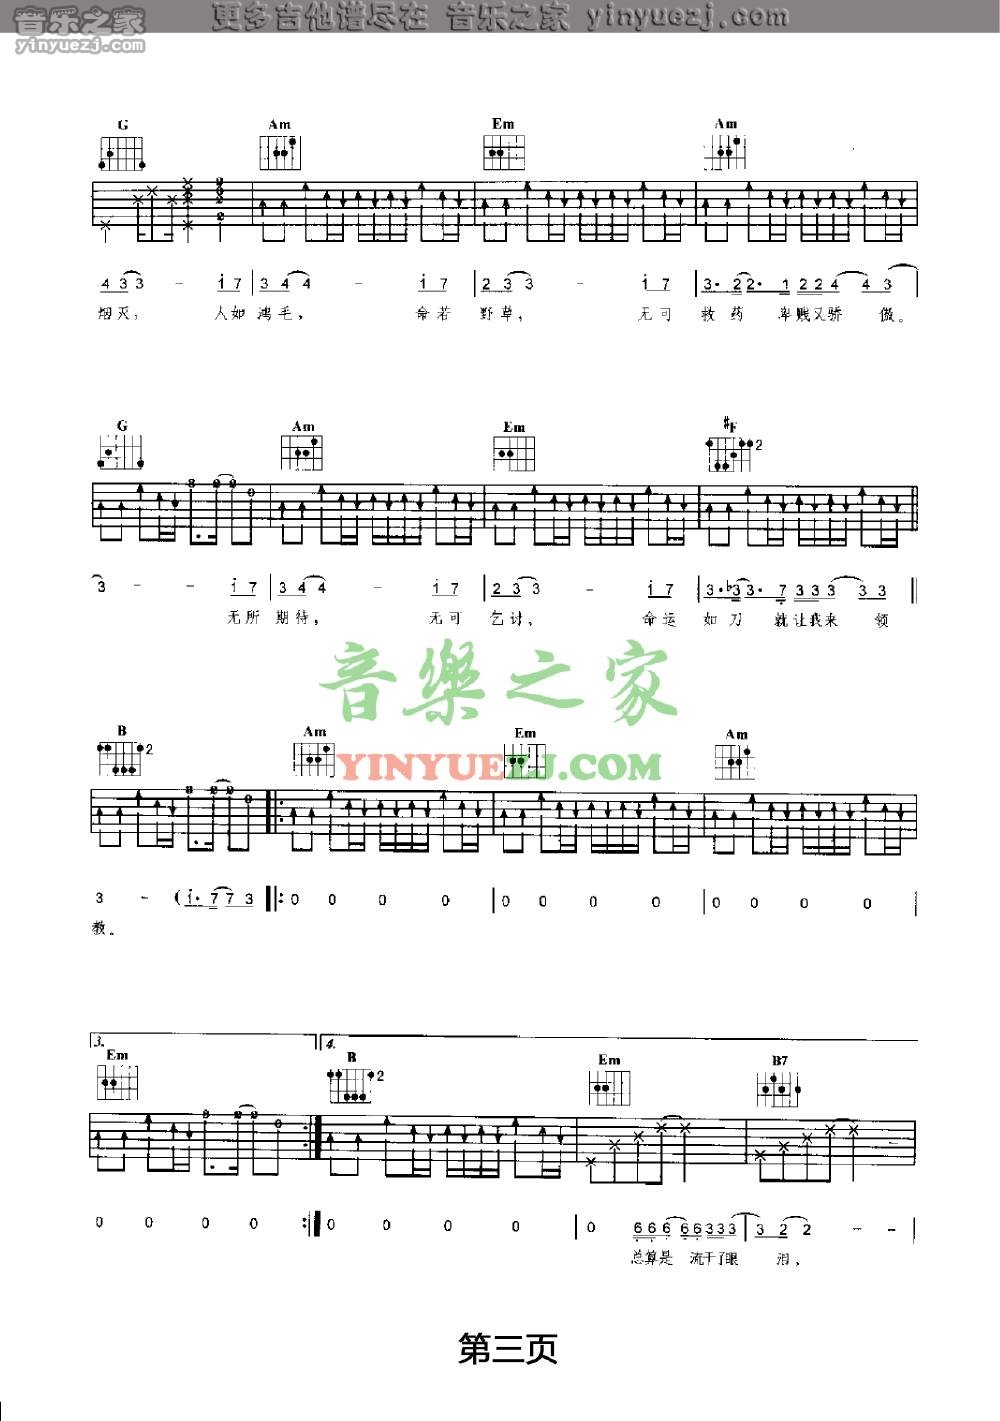 音乐之家
yinyuezj.com
更多吉他谱尽在 音乐之家 yinyuezj.com
G Am Em Am
4 3 3 - i 7 3 4 4 - i 7 2 3 3 - i 7 3· 2 2· 1 2 2 4 4 3
烟灭, 人如 鸿毛, 命若 野草, 无可 救药 卑贱又骄 傲。
G Am Em #F 2
3 - - i 7 3 4 4 - i 7 2 3 3 - i 7 3· ♭3 3· 7 3 3 3 3 3
无所 期待, 无可 乞讨, 命运 如刀 就让我来 领
音樂之家
YINYUEZJ.COM
B 2 Am Em Am
3 - (i· 7 7 3 0 0 0 0 0 0 0 0 0 0 0 0
教。
3. 4.
Em B 2 Em B7
0 0 0 0 0 0 0 0 0 6 6 6 6 6 3 3 3 3 2 2 - -
总算是 流干了眼 泪,
第三页